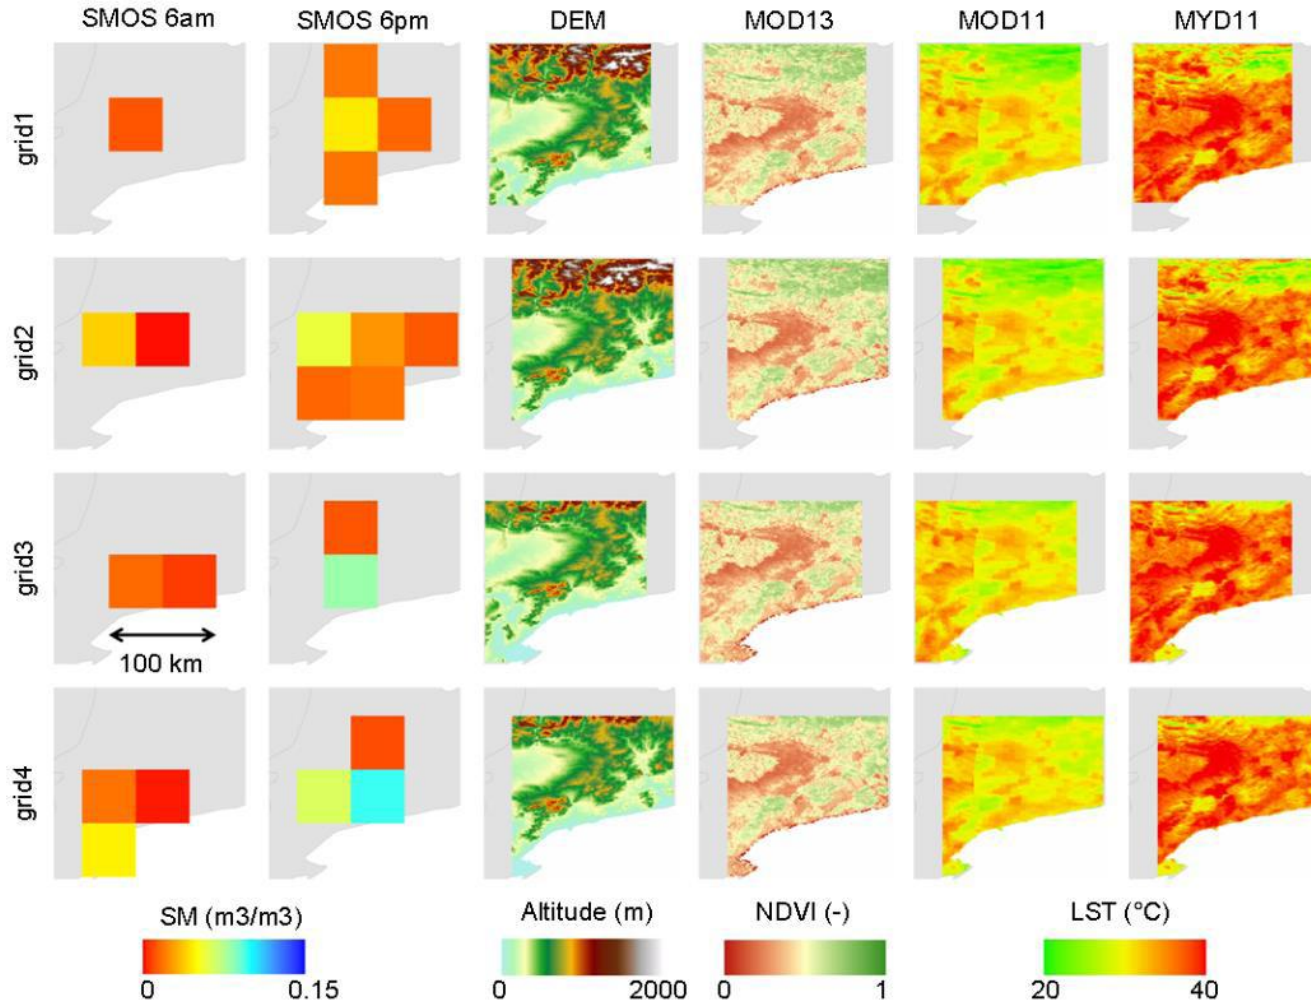 SMOS 6am SMOS 6pm DEM MOD13 MOD11 MYD11
grid1
grid2
grid3
100 km
grid4
SM (m3/m3) Altitude (m) NDVI (-) LST (°C)
0 0.15 0 2000 0 1 20 40